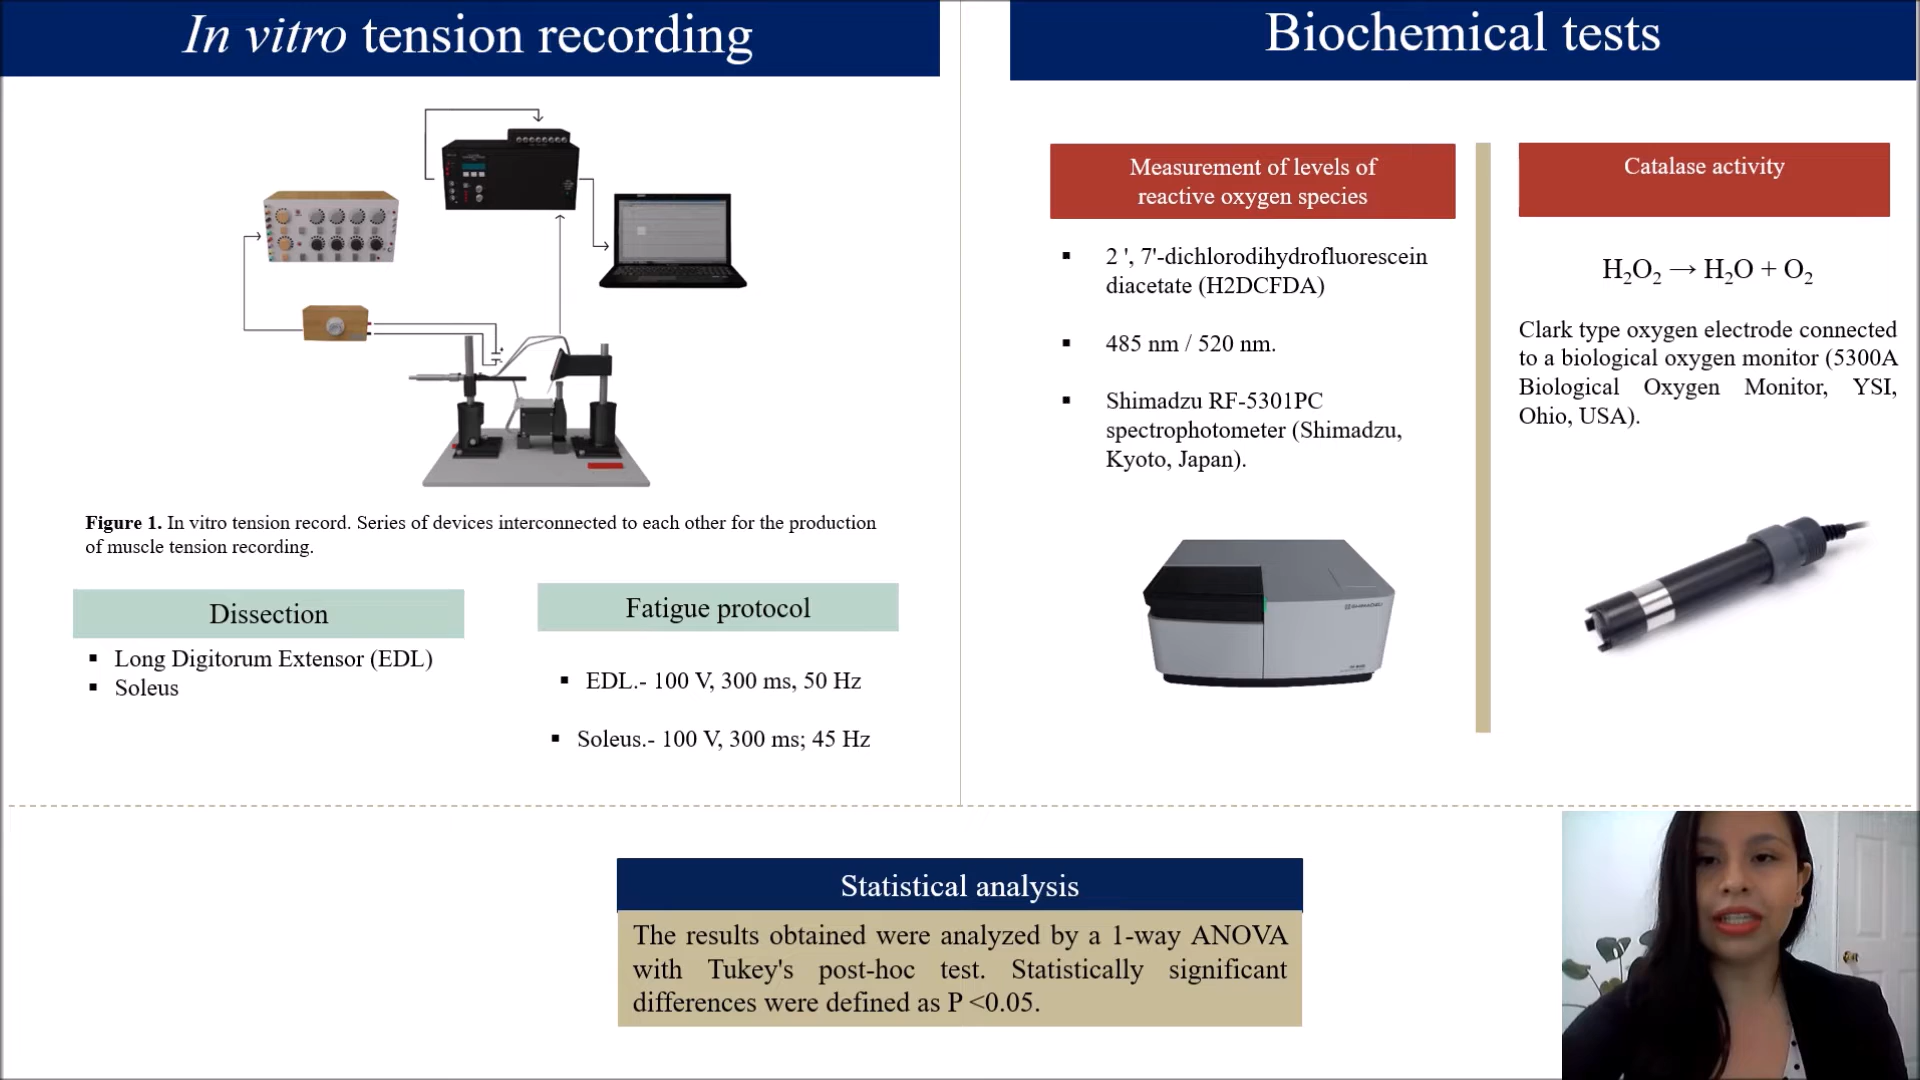 In vitro tension recording
Figure 1. In vitro tension record. Series of devices interconnected to each other for the production
of muscle tension recording.
Dissection
▪ Long Digitorum Extensor (EDL)
▪ Soleus
Fatigue protocol
▪ EDL.- 100 V, 300 ms, 50 Hz
▪ Soleus.- 100 V, 300 ms; 45 Hz
Biochemical tests
Measurement of levels of
reactive oxygen species
▪ 2 ', 7'-dichlorodihydrofluorescein
diacetate (H2DCFDA)
▪ 485 nm / 520 nm.
▪ Shimadzu RF-5301PC
spectrophotometer (Shimadzu,
Kyoto, Japan).
SHIMADZU
Catalase activity
H₂O₂ → H₂O + O₂
Clark type oxygen electrode connected
to a biological oxygen monitor (5300A
Biological Oxygen Monitor, YSI,
Ohio, USA).
Statistical analysis
The results obtained were analyzed by a 1-way ANOVA
with Tukey's post-hoc test. Statistically significant
differences were defined as P <0.05.